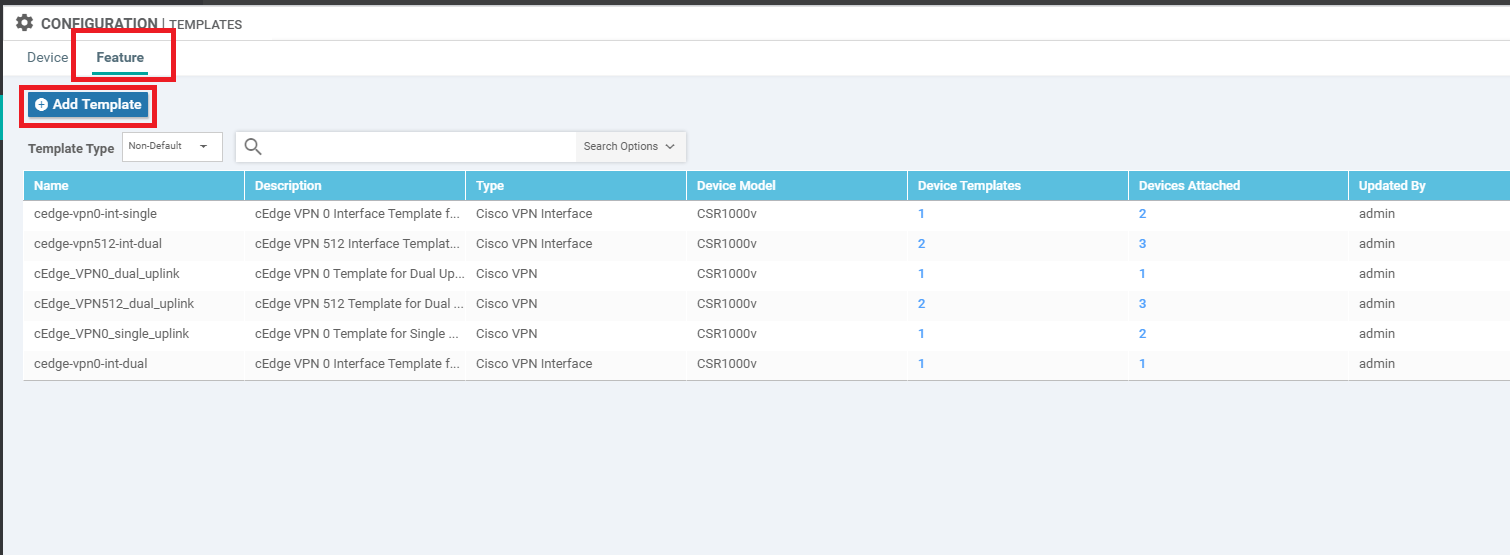 CONFIGURATION | TEMPLATES
Device Feature
Add Template
Template Type Non-Default Search Options
Name Description Type Device Model Device Templates Devices Attached Updated By
cedge-vpn0-int-single cEdge VPN 0 Interface Template f... Cisco VPN Interface CSR1000v 1 2 admin
cedge-vpn512-int-dual cEdge VPN 512 Interface Templat... Cisco VPN Interface CSR1000v 2 3 admin
cEdge_VPN0_dual_uplink cEdge VPN 0 Template for Dual Up... Cisco VPN CSR1000v 1 1 admin
cEdge_VPN512_dual_uplink cEdge VPN 512 Template for Dual ... Cisco VPN CSR1000v 2 3 admin
cEdge_VPN0_single_uplink cEdge VPN 0 Template for Single ... Cisco VPN CSR1000v 1 2 admin
cedge-vpn0-int-dual cEdge VPN 0 Interface Template f... Cisco VPN Interface CSR1000v 1 1 admin